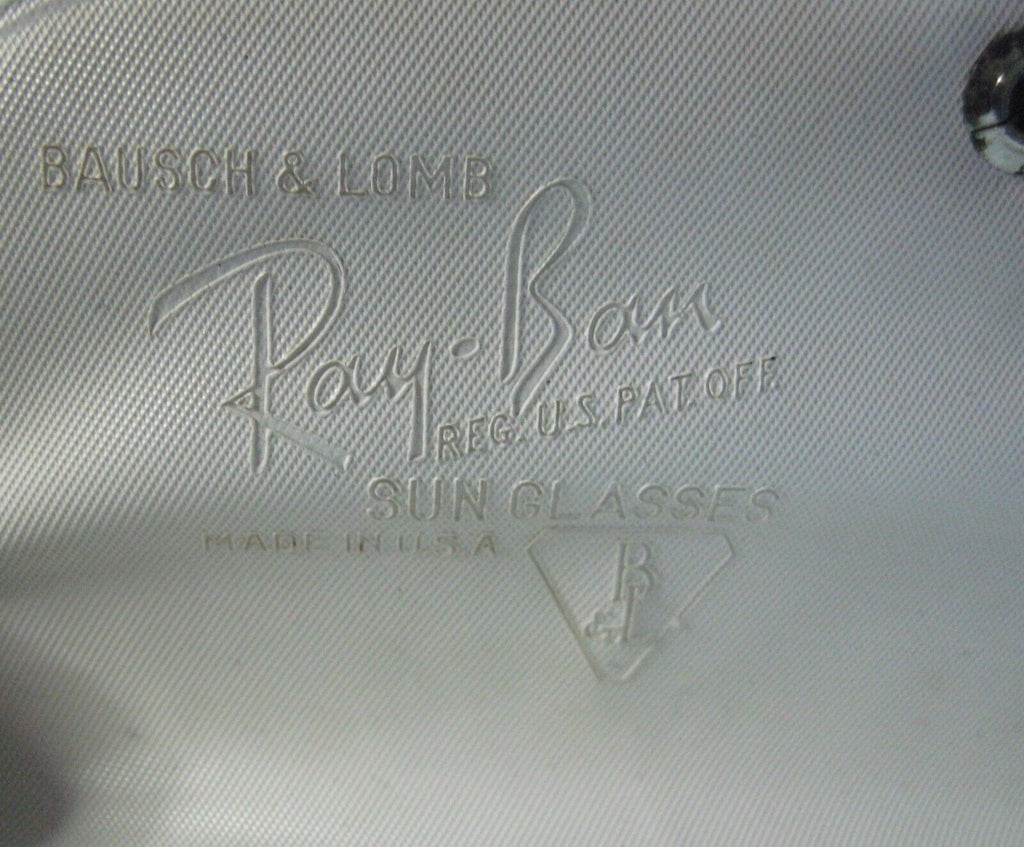 BAUSCH & LOMB
Ray-Ban
REG. U.S. PAT. OFF.
SUN GLASSES
MADE IN U.S.A.
B
&L